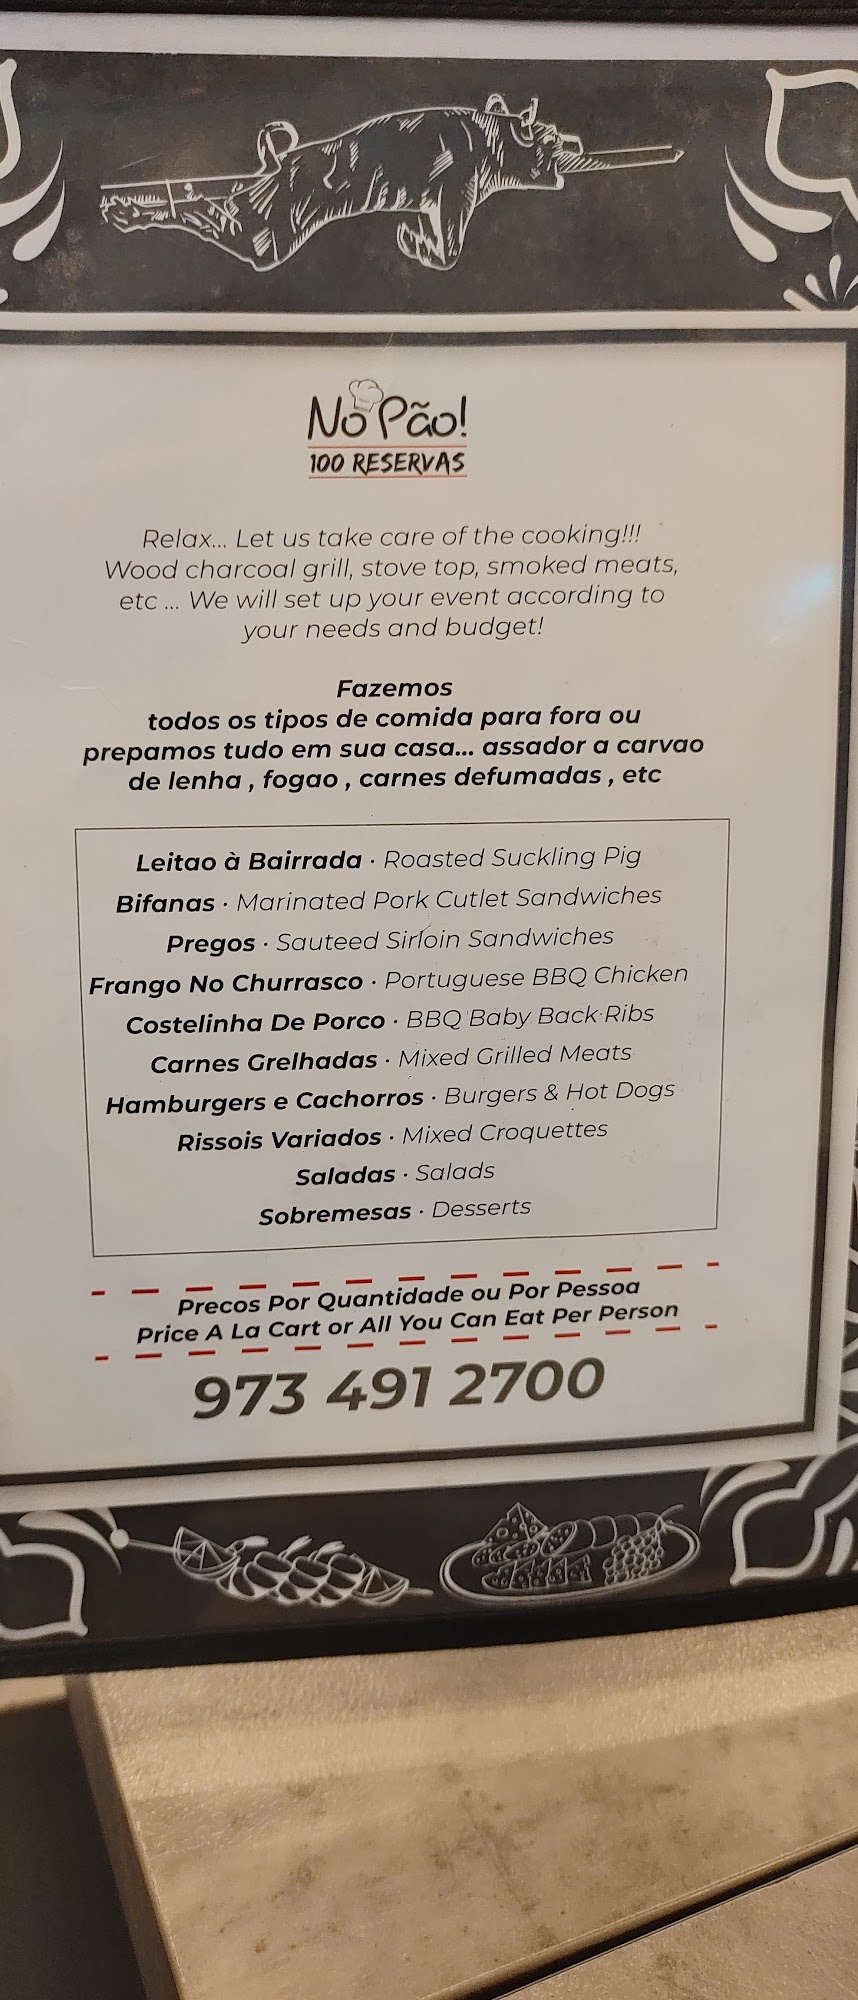 No Pão!
100 RESERVAS
Relax... Let us take care of the cooking!!!
Wood charcoal grill, stove top, smoked meats,
etc ... We will set up your event according to
your needs and budget!
Fazemos
todos os tipos de comida para fora ou
prepamos tudo em sua casa... assador a carvao
de lenha , fogao , carnes defumadas , etc
Leitao à Bairrada · Roasted Suckling Pig
Bifanas · Marinated Pork Cutlet Sandwiches
Pregos · Sauteed Sirloin Sandwiches
Frango No Churrasco · Portuguese BBQ Chicken
Costelinha De Porco · BBQ Baby Back Ribs
Carnes Grelhadas · Mixed Grilled Meats
Hamburgers e Cachorros · Burgers & Hot Dogs
Rissois Variados · Mixed Croquettes
Saladas · Salads
Sobremesas · Desserts
Precos Por Quantidade ou Por Pessoa
Price A La Cart or All You Can Eat Per Person
973 491 2700